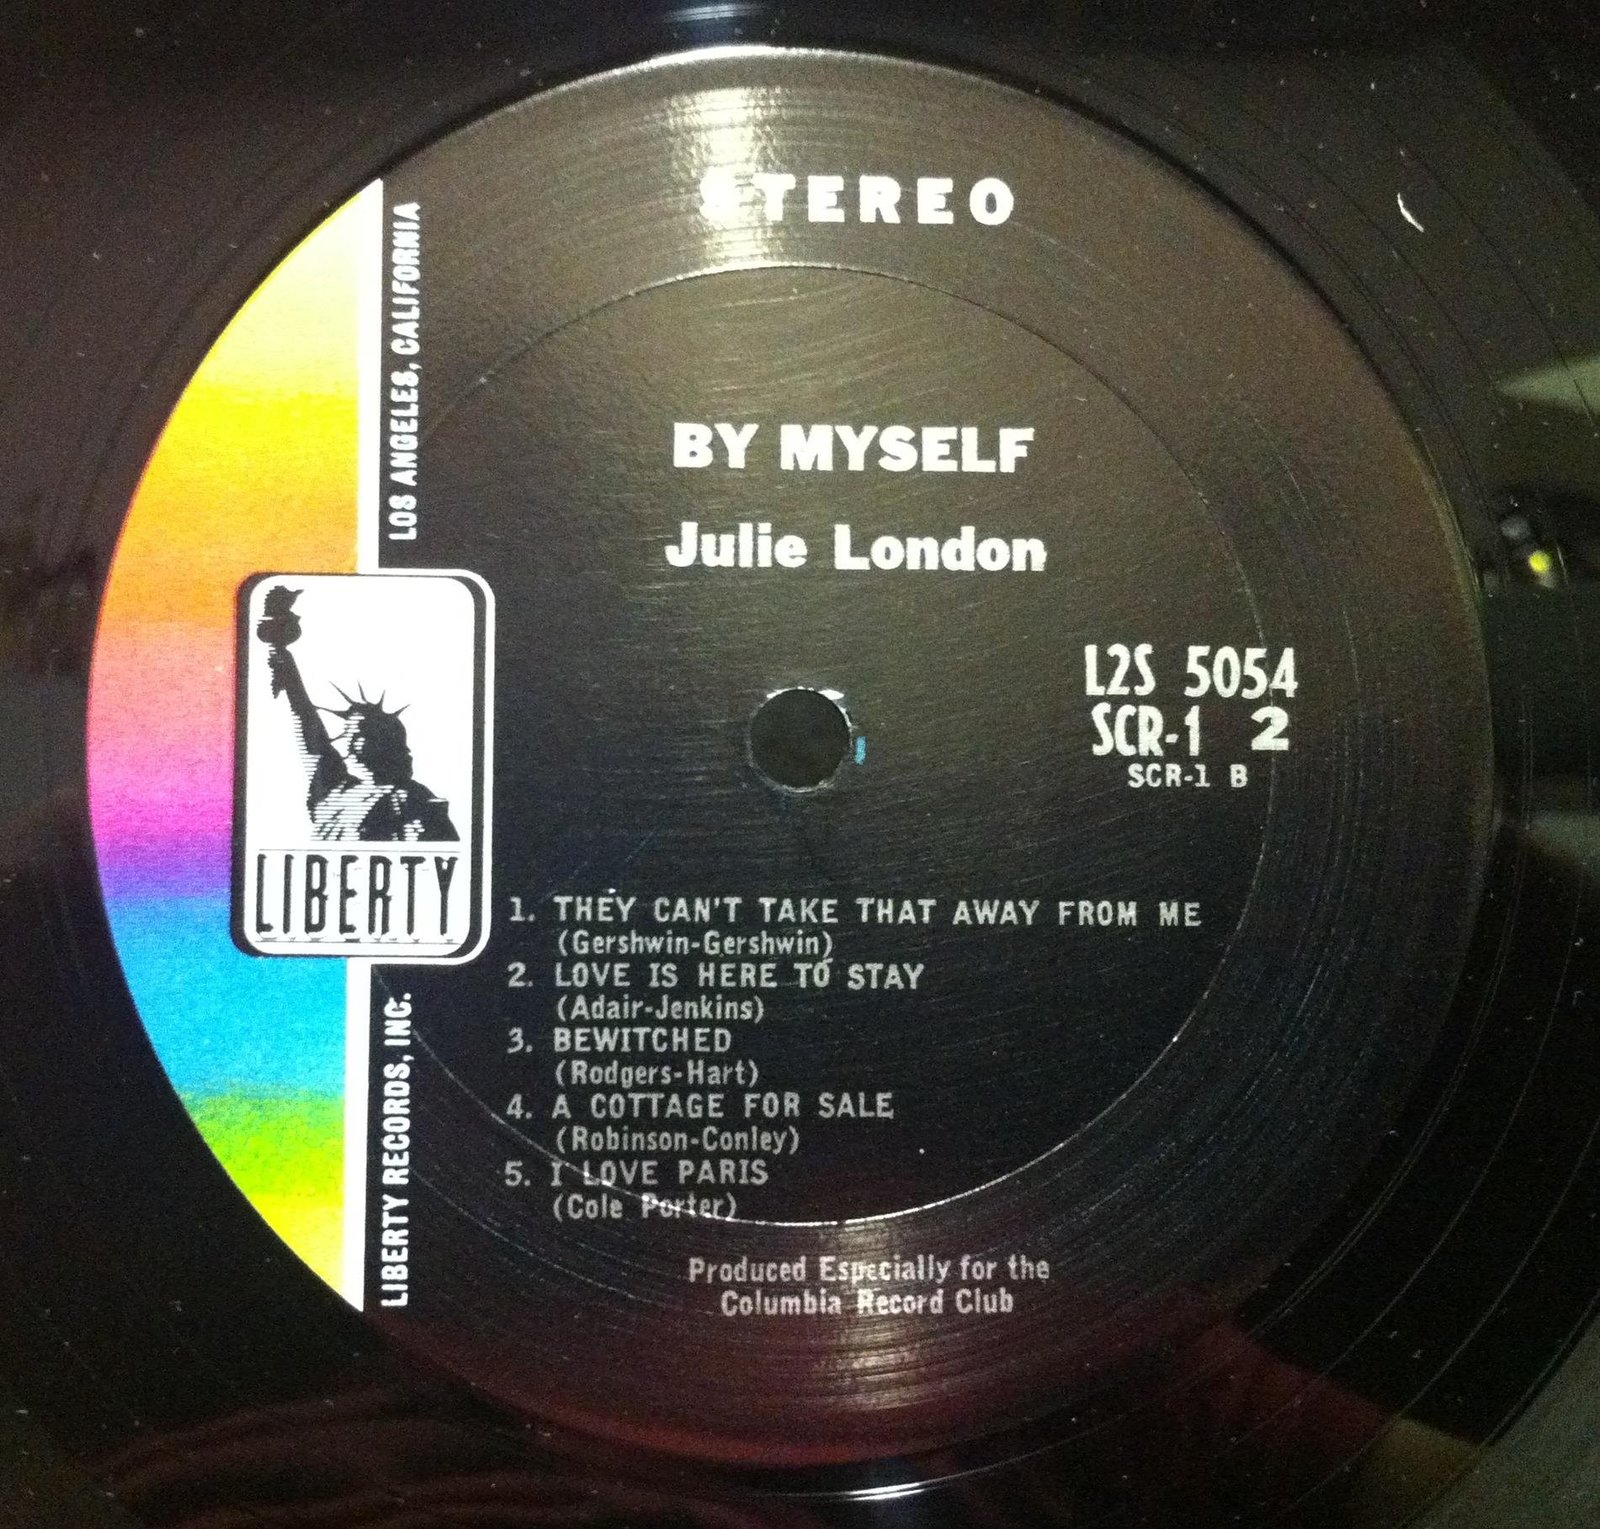 STEREO
LOS ANGELES, CALIFORNIA
BY MYSELF
Julie London
L2S 5054
SCR-1 2
SCR-1 B
LIBERTY
1. THEY CAN'T TAKE THAT AWAY FROM ME
(Gershwin-Gershwin)
2. LOVE IS HERE TO STAY
(Adair-Jenkins)
3. BEWITCHED
(Rodgers-Hart)
4. A COTTAGE FOR SALE
(Robinson-Conley)
5. I LOVE PARIS
(Cole Porter)
LIBERTY RECORDS, INC.
Produced Especially for the
Columbia Record Club